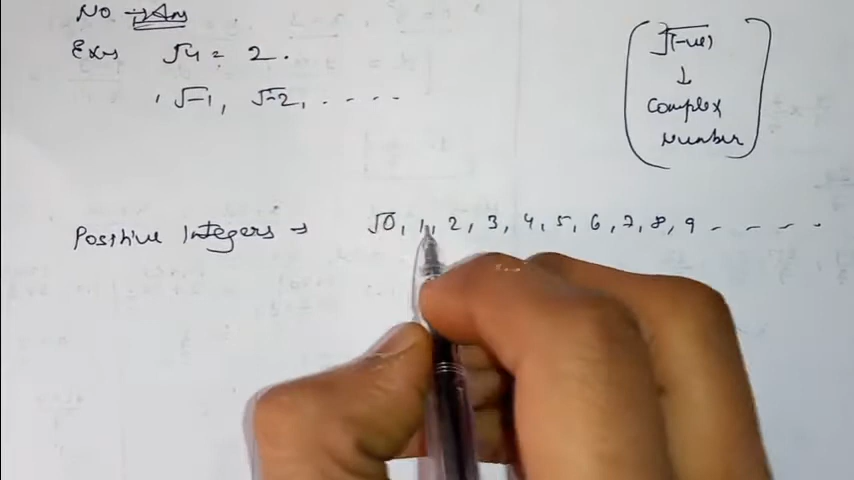 No → Ans
Exs √4 = 2.
, √-1, √-2, - - - -
√(-ve)
↓
Complex
Number
Positive Integers → √0, 1, 2, 3, 4, 5, 6, 7, 8, 9 - - - - .